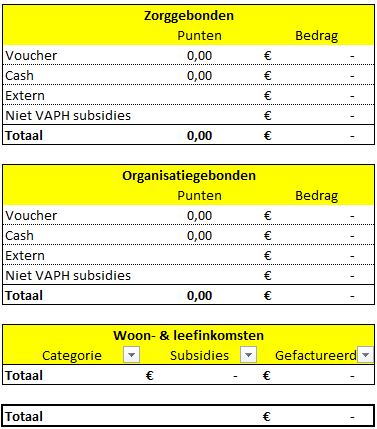 Zorggebonden
Punten Bedrag
Voucher 0,00 € -
Cash 0,00 € -
Extern € -
Niet VAPH subsidies € -
Totaal 0,00 € -
Organisatiegebonden
Punten Bedrag
Voucher 0,00 € -
Cash 0,00 € -
Extern € -
Niet VAPH subsidies € -
Totaal 0,00 € -
Woon- & leefinkomsten
Categorie Subsidies Gefactureerd
Totaal € - € -
Totaal € -